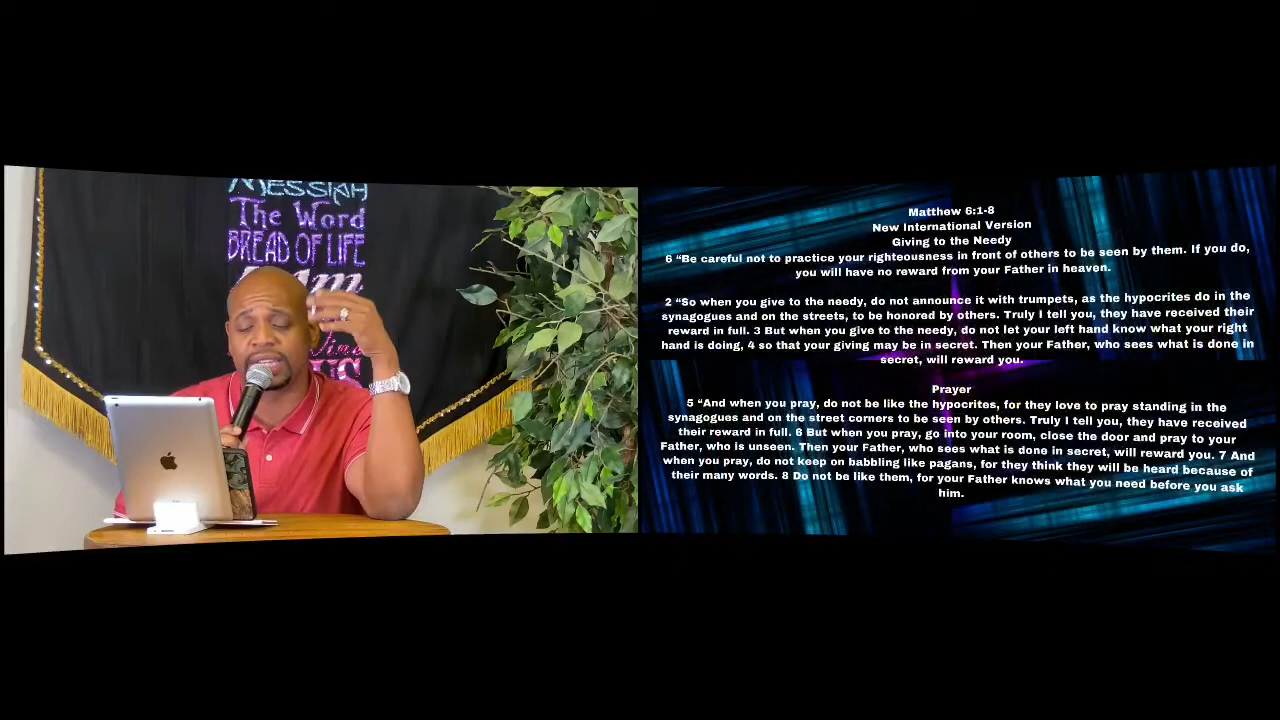 MESSIAH
The Word
BREAD OF LIFE
Matthew 6:1-8
New International Version
Giving to the Needy
6 “Be careful not to practice your righteousness in front of others to be seen by them. If you do,
you will have no reward from your Father in heaven.
2 “So when you give to the needy, do not announce it with trumpets, as the hypocrites do in the
synagogues and on the streets, to be honored by others. Truly I tell you, they have received their
reward in full. 3 But when you give to the needy, do not let your left hand know what your right
hand is doing, 4 so that your giving may be in secret. Then your Father, who sees what is done in
secret, will reward you.
Prayer
5 “And when you pray, do not be like the hypocrites, for they love to pray standing in the
synagogues and on the street corners to be seen by others. Truly I tell you, they have received
their reward in full. 6 But when you pray, go into your room, close the door and pray to your
Father, who is unseen. Then your Father, who sees what is done in secret, will reward you. 7 And
when you pray, do not keep on babbling like pagans, for they think they will be heard because of
their many words. 8 Do not be like them, for your Father knows what you need before you ask
him.